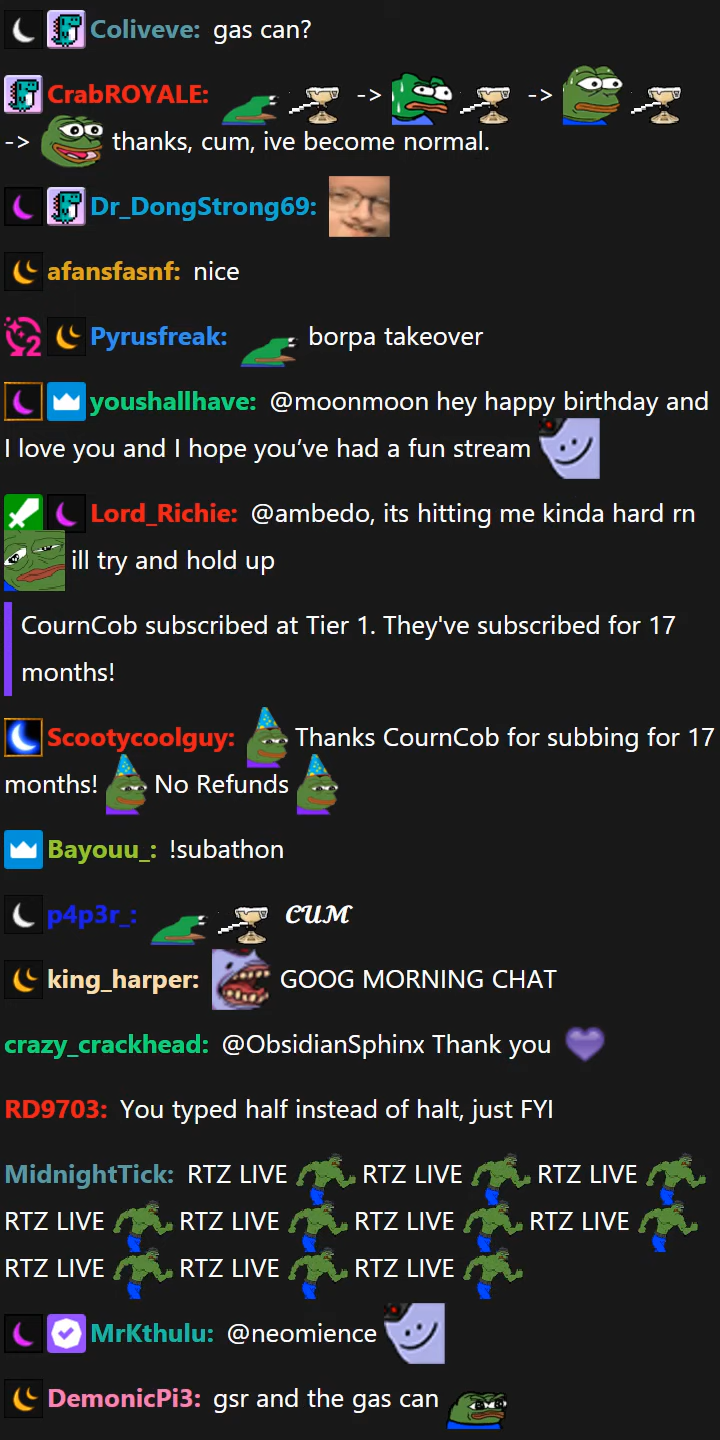 Coliveve: gas can?
CrabROYALE: -> ->
-> thanks, cum, ive become normal.
Dr_DongStrong69:
afansfasnf: nice
2 Pyrusfreak: borpa takeover
youshallhave: @moonmoon hey happy birthday and
I love you and I hope you’ve had a fun stream
Lord_Richie: @ambedo, its hitting me kinda hard rn
ill try and hold up
CournCob subscribed at Tier 1. They've subscribed for 17
months!
Scootycoolguy: Thanks CournCob for subbing for 17
months! No Refunds
Bayouu_: !subathon
p4p3r_: 𝓒𝓤𝓜
king_harper: GOOG MORNING CHAT
crazy_crackhead: @ObsidianSphinx Thank you 💜
RD9703: You typed half instead of halt, just FYI
MidnightTick: RTZ LIVE RTZ LIVE RTZ LIVE
RTZ LIVE RTZ LIVE RTZ LIVE RTZ LIVE
RTZ LIVE RTZ LIVE RTZ LIVE
MrKthulu: @neomience
DemonicPi3: gsr and the gas can